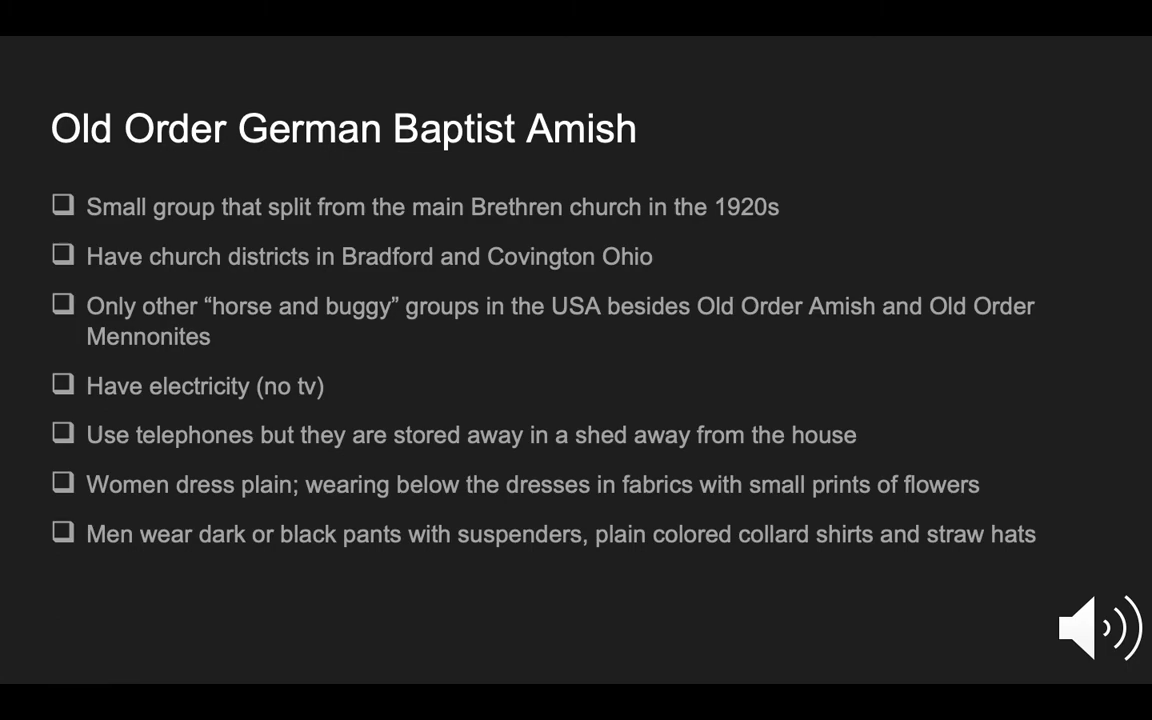 Old Order German Baptist Amish
Small group that split from the main Brethren church in the 1920s
Have church districts in Bradford and Covington Ohio
Only other “horse and buggy” groups in the USA besides Old Order Amish and Old Order
Mennonites
Have electricity (no tv)
Use telephones but they are stored away in a shed away from the house
Women dress plain; wearing below the dresses in fabrics with small prints of flowers
Men wear dark or black pants with suspenders, plain colored collard shirts and straw hats